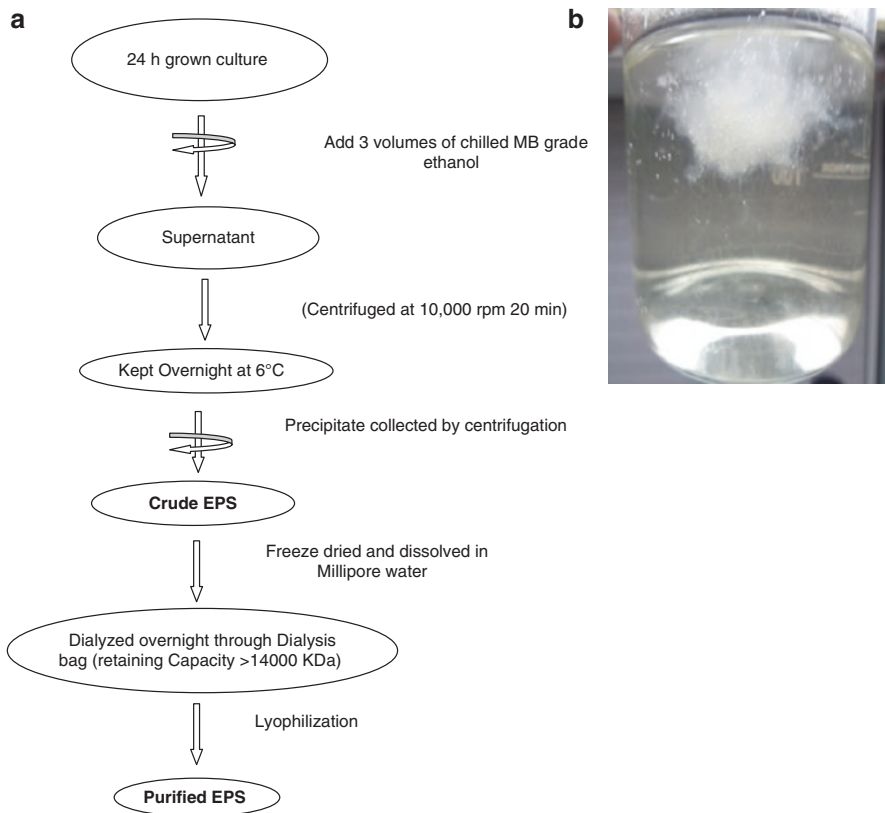 a
24 h grown culture
Add 3 volumes of chilled MB grade
ethanol
Supernatant
(Centrifuged at 10,000 rpm 20 min)
Kept Overnight at 6°C
Precipitate collected by centrifugation
Crude EPS
Freeze dried and dissolved in
Millipore water
Dialyzed overnight through Dialysis
bag (retaining Capacity >14000 KDa)
Lyophilization
Purified EPS
b